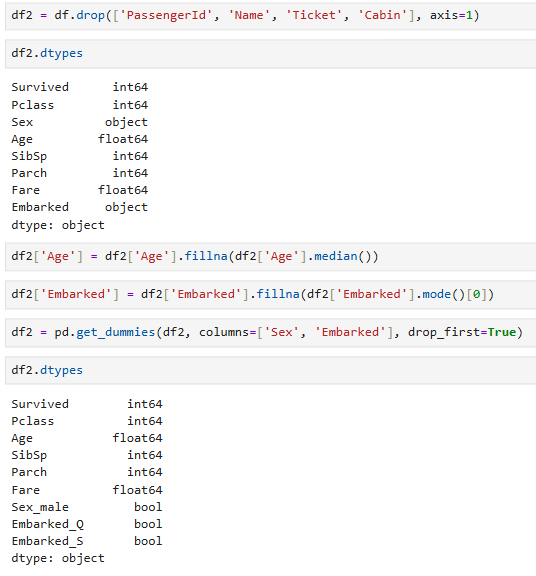 df2 = df.drop(['PassengerId', 'Name', 'Ticket', 'Cabin'], axis=1)
df2.dtypes
Survived      int64
Pclass        int64
Sex          object
Age         float64
SibSp         int64
Parch         int64
Fare        float64
Embarked     object
dtype: object
df2['Age'] = df2['Age'].fillna(df2['Age'].median())
df2['Embarked'] = df2['Embarked'].fillna(df2['Embarked'].mode()[0])
df2 = pd.get_dummies(df2, columns=['Sex', 'Embarked'], drop_first=True)
df2.dtypes
Survived        int64
Pclass          int64
Age           float64
SibSp           int64
Parch           int64
Fare          float64
Sex_male         bool
Embarked_Q       bool
Embarked_S       bool
dtype: object